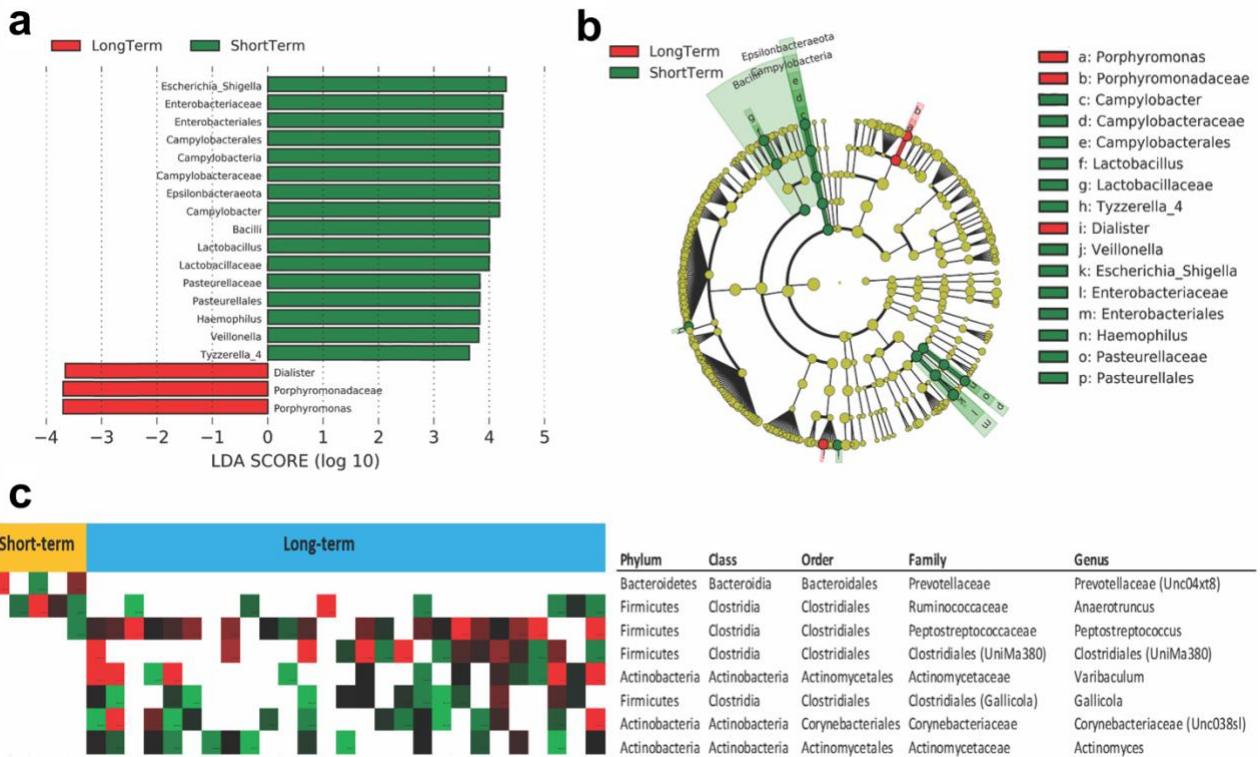 a
LongTerm ShortTerm
Escherichia_Shigella
Enterobacteriaceae
Enterobacteriales
Campylobacterales
Campylobacteria
Campylobacteraceae
Epsilonbacteraeota
Campylobacter
Bacilli
Lactobacillus
Lactobacillaceae
Pasteurellaceae
Pasteurellales
Haemophilus
Veillonella
Tyzzerella_4
Dialister
Porphyromonadaceae
Porphyromonas
−4 −3 −2 −1 0 1 2 3 4 5
LDA SCORE (log 10)
b
LongTerm
ShortTerm
Epsilonbacteraeota
Campylobacteria
Bacilli
e
d
c
g
b
p
o
n
m
l
k
a: Porphyromonas
b: Porphyromonadaceae
c: Campylobacter
d: Campylobacteraceae
e: Campylobacterales
f: Lactobacillus
g: Lactobacillaceae
h: Tyzzerella_4
i: Dialister
j: Veillonella
k: Escherichia_Shigella
l: Enterobacteriaceae
m: Enterobacteriales
n: Haemophilus
o: Pasteurellaceae
p: Pasteurellales
c
Short-term Long-term
Phylum Class Order Family Genus
Bacteroidetes Bacteroidia Bacteroidales Prevotellaceae Prevotellaceae (Unc04xt8)
Firmicutes Clostridia Clostridiales Ruminococcaceae Anaerotruncus
Firmicutes Clostridia Clostridiales Peptostreptococcaceae Peptostreptococcus
Firmicutes Clostridia Clostridiales Clostridiales (UniMa380) Clostridiales (UniMa380)
Actinobacteria Actinobacteria Actinomycetales Actinomycetaceae Varibaculum
Firmicutes Clostridia Clostridiales Clostridiales (Gallicola) Gallicola
Actinobacteria Actinobacteria Corynebacteriales Corynebacteriaceae Corynebacteriaceae (Unc038sl)
Actinobacteria Actinobacteria Actinomycetales Actinomycetaceae Actinomyces